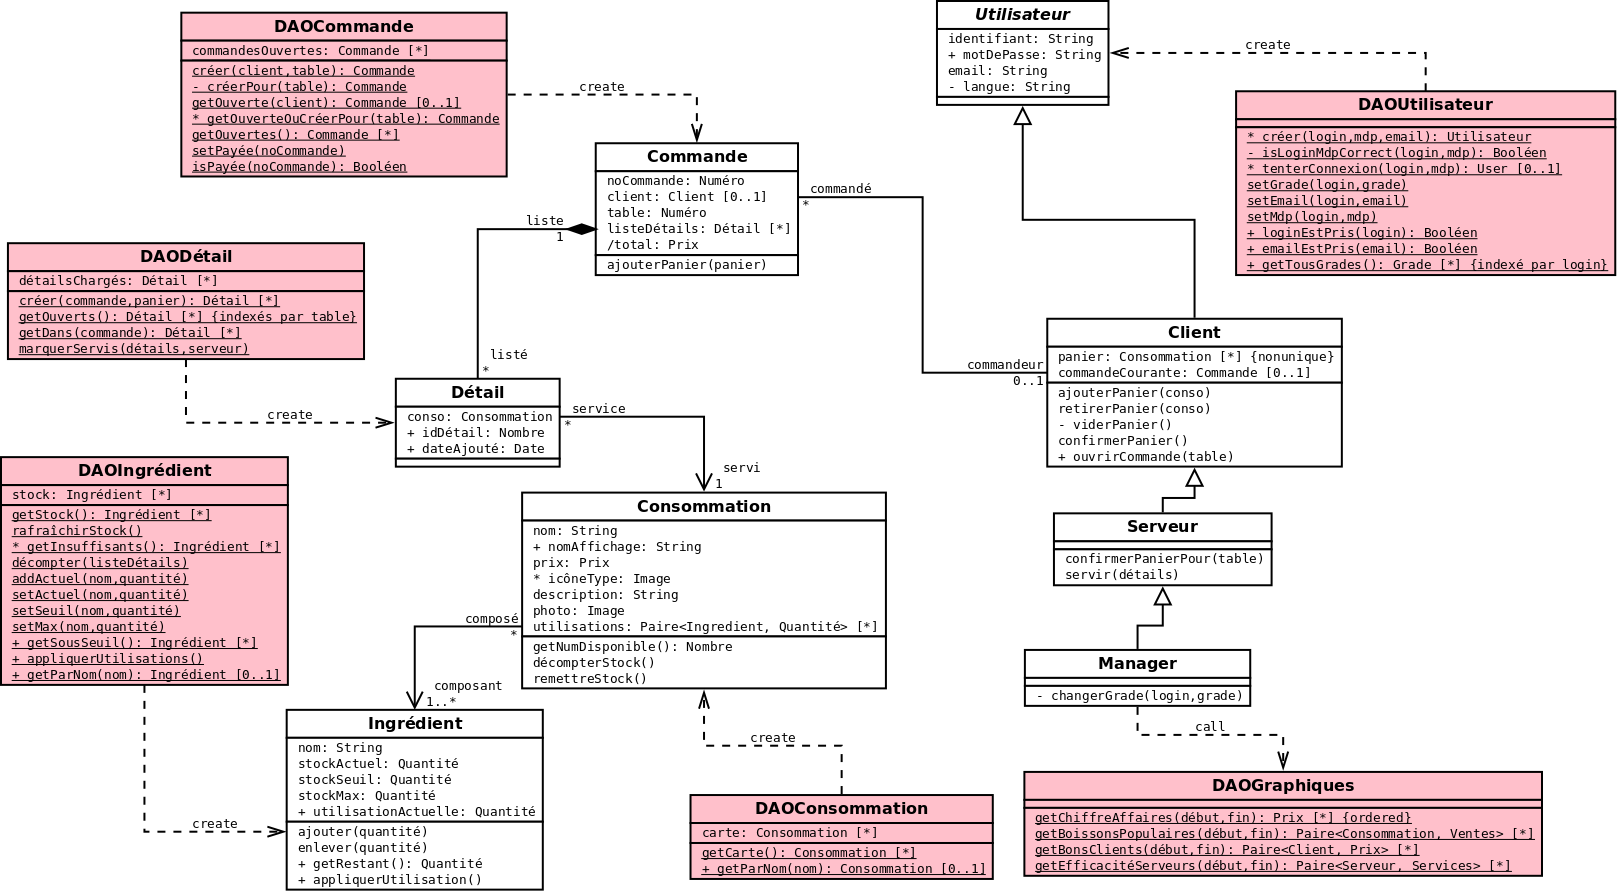 DAOCommande
commandesOuvertes: Commande [*]
créer(client,table): Commande
- créerPour(table): Commande
getOuverte(client): Commande [0..1]
* getOuverteOuCréerPour(table): Commande
getOuvertes(): Commande [*]
setPayée(noCommande)
isPayée(noCommande): Booléen
create
Utilisateur
identifiant: String
+ motDePasse: String
email: String
- langue: String
create
DAOUtilisateur
* créer(login,mdp,email): Utilisateur
- isLoginMdpCorrect(login,mdp): Booléen
* tenterConnexion(login,mdp): User [0..1]
setGrade(login,grade)
setEmail(login,email)
setMdp(login,mdp)
+ loginEstPris(login): Booléen
+ emailEstPris(email): Booléen
+ getTousGrades(): Grade [*] {indexé par login}
Commande
noCommande: Numéro
client: Client [0..1]
table: Numéro
listeDétails: Détail [*]
/total: Prix
ajouterPanier(panier)
commandé
*
liste
1
DAODétail
détailsChargés: Détail [*]
créer(commande,panier): Détail [*]
getOuverts(): Détail [*] {indexés par table}
getDans(commande): Détail [*]
marquerServis(détails,serveur)
create
listé
*
Détail
conso: Consommation
+ idDétail: Nombre
+ dateAjouté: Date
service
*
servi
1
commandeur
0..1
Client
panier: Consommation [*] {nonunique}
commandeCourante: Commande [0..1]
ajouterPanier(conso)
retirerPanier(conso)
- viderPanier()
confirmerPanier()
+ ouvrirCommande(table)
DAOIngrédient
stock: Ingrédient [*]
getStock(): Ingrédient [*]
rafraîchirStock()
* getInsuffisants(): Ingrédient [*]
décompter(listeDétails)
addActuel(nom,quantité)
setActuel(nom,quantité)
setSeuil(nom,quantité)
setMax(nom,quantité)
+ getSousSeuil(): Ingrédient [*]
+ appliquerUtilisations()
+ getParNom(nom): Ingrédient [0..1]
create
Consommation
nom: String
+ nomAffichage: String
prix: Prix
* icôneType: Image
description: String
photo: Image
utilisations: Paire<Ingredient, Quantité> [*]
getNumDisponible(): Nombre
décompterStock()
remettreStock()
composé
*
composant
1..*
Serveur
confirmerPanierPour(table)
servir(détails)
Manager
- changerGrade(login,grade)
call
Ingrédient
nom: String
stockActuel: Quantité
stockSeuil: Quantité
stockMax: Quantité
+ utilisationActuelle: Quantité
ajouter(quantité)
enlever(quantité)
+ getRestant(): Quantité
+ appliquerUtilisation()
create
DAOConsommation
carte: Consommation [*]
getCarte(): Consommation [*]
+ getParNom(nom): Consommation [0..1]
DAOGraphiques
getChiffreAffaires(début,fin): Prix [*] {ordered}
getBoissonsPopulaires(début,fin): Paire<Consommation, Ventes> [*]
getBonsClients(début,fin): Paire<Client, Prix> [*]
getEfficacitéServeurs(début,fin): Paire<Serveur, Services> [*]